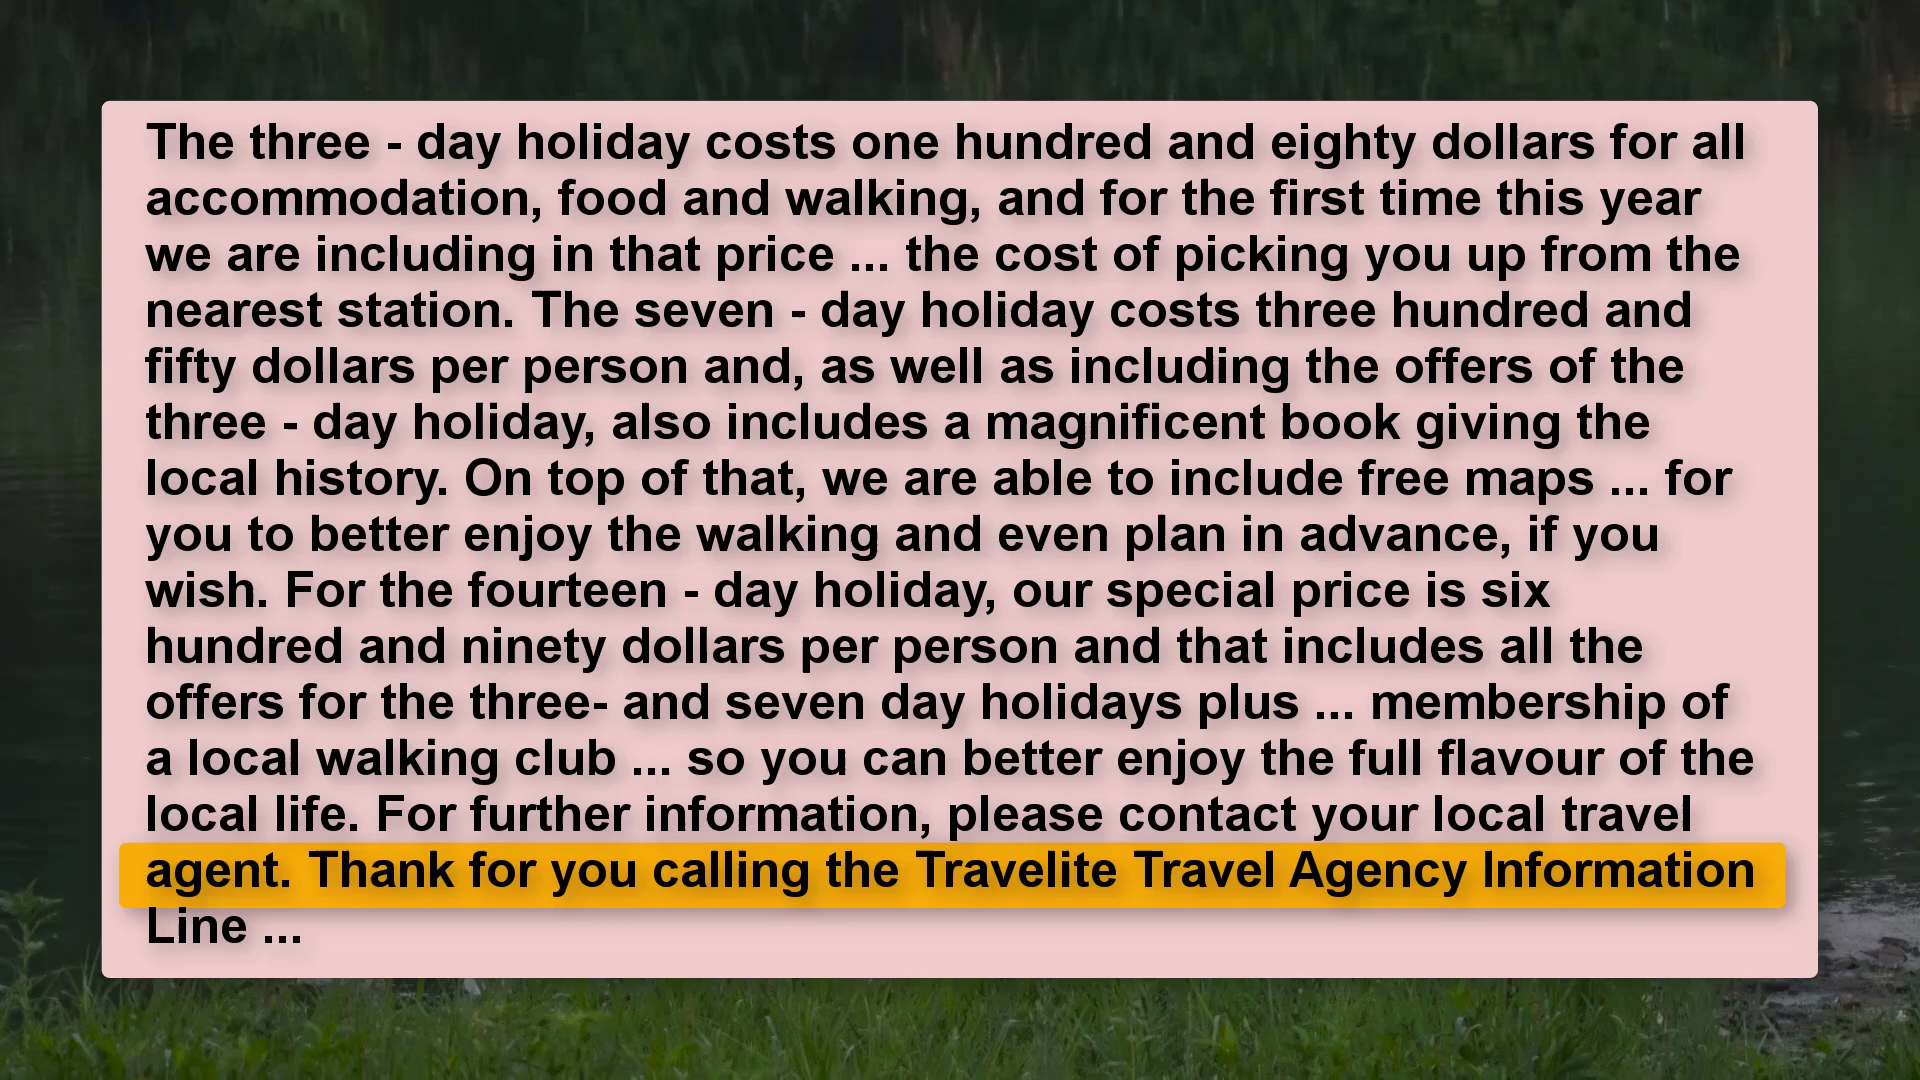 The three - day holiday costs one hundred and eighty dollars for all
accommodation, food and walking, and for the first time this year
we are including in that price ... the cost of picking you up from the
nearest station. The seven - day holiday costs three hundred and
fifty dollars per person and, as well as including the offers of the
three - day holiday, also includes a magnificent book giving the
local history. On top of that, we are able to include free maps ... for
you to better enjoy the walking and even plan in advance, if you
wish. For the fourteen - day holiday, our special price is six
hundred and ninety dollars per person and that includes all the
offers for the three- and seven day holidays plus ... membership of
a local walking club ... so you can better enjoy the full flavour of the
local life. For further information, please contact your local travel
agent. Thank for you calling the Travelite Travel Agency Information
Line ...